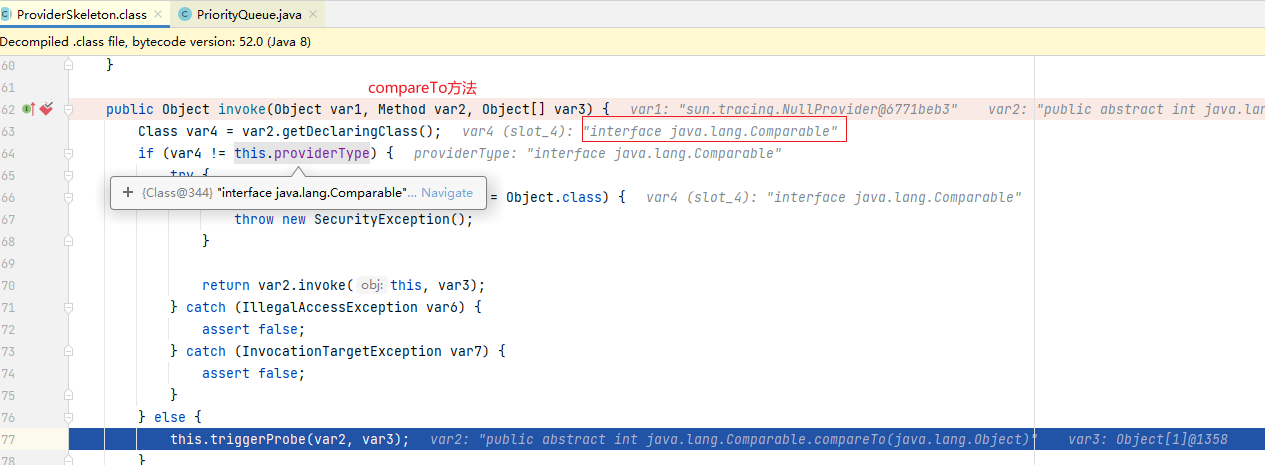 ProviderSkeleton.class PriorityQueue.java
Decompiled .class file, bytecode version: 52.0 (Java 8)
60 }
61 compareTo方法
62 public Object invoke(Object var1, Method var2, Object[] var3) { var1: "sun.tracing.NullProvider@6771beb3" var2: "public abstract int java.lan
63 Class var4 = var2.getDeclaringClass(); var4 (slot_4): "interface java.lang.Comparable"
64 if (var4 != this.providerType) { providerType: "interface java.lang.Comparable"
65 try {
66 = Object.class) { var4 (slot_4): "interface java.lang.Comparable"
+ {Class@344} "interface java.lang.Comparable"... Navigate
67 throw new SecurityException();
68 }
69
70 return var2.invoke( obj: this, var3);
71 } catch (IllegalAccessException var6) {
72 assert false;
73 } catch (InvocationTargetException var7) {
74 assert false;
75 }
76 } else {
77 this.triggerProbe(var2, var3); var2: "public abstract int java.lang.Comparable.compareTo(java.lang.Object)" var3: Object[1]@1358
78 }